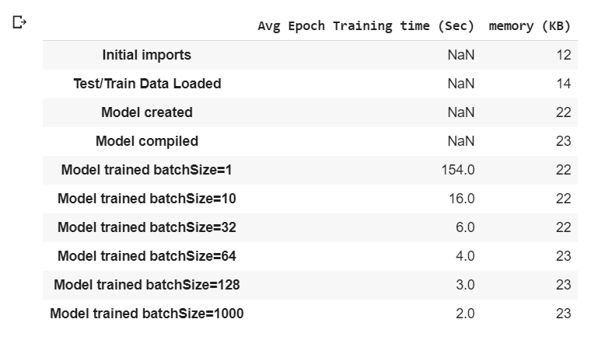 Avg Epoch Training time (Sec) memory (KB)
Initial imports NaN 12
Test/Train Data Loaded NaN 14
Model created NaN 22
Model compiled NaN 23
Model trained batchSize=1 154.0 22
Model trained batchSize=10 16.0 22
Model trained batchSize=32 6.0 22
Model trained batchSize=64 4.0 23
Model trained batchSize=128 3.0 23
Model trained batchSize=1000 2.0 23